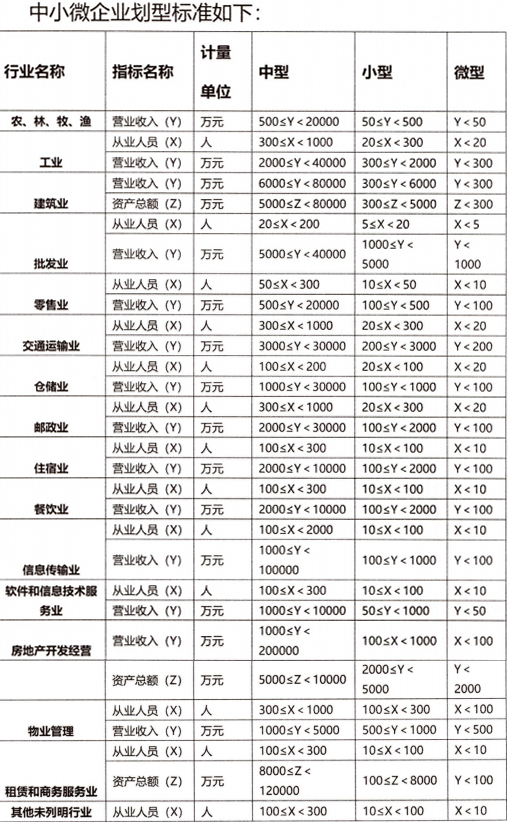 中小微企业划型标准如下：
行业名称 指标名称 计量单位 中型 小型 微型
农、林、牧、渔 营业收入（Y） 万元 500≤Y＜20000 50≤Y＜500 Y＜50
工业 从业人员（X） 人 300≤X＜1000 20≤X＜300 X＜20
营业收入（Y） 万元 2000≤Y＜40000 300≤Y＜2000 Y＜300
建筑业 营业收入（Y） 万元 6000≤Y＜80000 300≤Y＜6000 Y＜300
资产总额（Z） 万元 5000≤Z＜80000 300≤Z＜5000 Z＜300
批发业 从业人员（X） 人 20≤X＜200 5≤X＜20 X＜5
营业收入（Y） 万元 5000≤Y＜40000 1000≤Y＜5000 Y＜1000
零售业 从业人员（X） 人 50≤X＜300 10≤X＜50 X＜10
营业收入（Y） 万元 500≤Y＜20000 100≤Y＜500 Y＜100
交通运输业 从业人员（X） 人 300≤X＜1000 20≤X＜300 X＜20
营业收入（Y） 万元 3000≤Y＜30000 200≤Y＜3000 Y＜200
仓储业 从业人员（X） 人 100≤X＜200 20≤X＜100 X＜20
营业收入（Y） 万元 1000≤Y＜30000 100≤Y＜1000 Y＜100
邮政业 从业人员（X） 人 300≤X＜1000 20≤X＜300 X＜20
营业收入（Y） 万元 2000≤Y＜30000 100≤Y＜2000 Y＜100
住宿业 从业人员（X） 人 100≤X＜300 10≤X＜100 X＜10
营业收入（Y） 万元 2000≤Y＜10000 100≤Y＜2000 Y＜100
餐饮业 从业人员（X） 人 100≤X＜300 10≤X＜100 X＜10
营业收入（Y） 万元 2000≤Y＜10000 100≤Y＜2000 Y＜100
信息传输业 从业人员（X） 人 100≤X＜2000 10≤X＜100 X＜10
营业收入（Y） 万元 1000≤Y＜100000 100≤Y＜1000 Y＜100
软件和信息技术服务业 从业人员（X） 人 100≤X＜300 10≤X＜100 X＜10
营业收入（Y） 万元 1000≤Y＜10000 50≤Y＜1000 Y＜50
房地产开发经营 营业收入（Y） 万元 1000≤Y＜200000 100≤X＜1000 X＜100
资产总额（Z） 万元 5000≤Z＜10000 2000≤Y＜5000 Y＜2000
物业管理 从业人员（X） 人 300≤X＜1000 100≤X＜300 X＜100
营业收入（Y） 万元 1000≤Y＜5000 500≤Y＜1000 Y＜500
租赁和商务服务业 从业人员（X） 人 100≤X＜300 10≤X＜100 X＜10
资产总额（Z） 万元 8000≤Z＜120000 100≤Z＜8000 Y＜100
其他未列明行业 从业人员（X） 人 100≤X＜300 10≤X＜100 X＜10